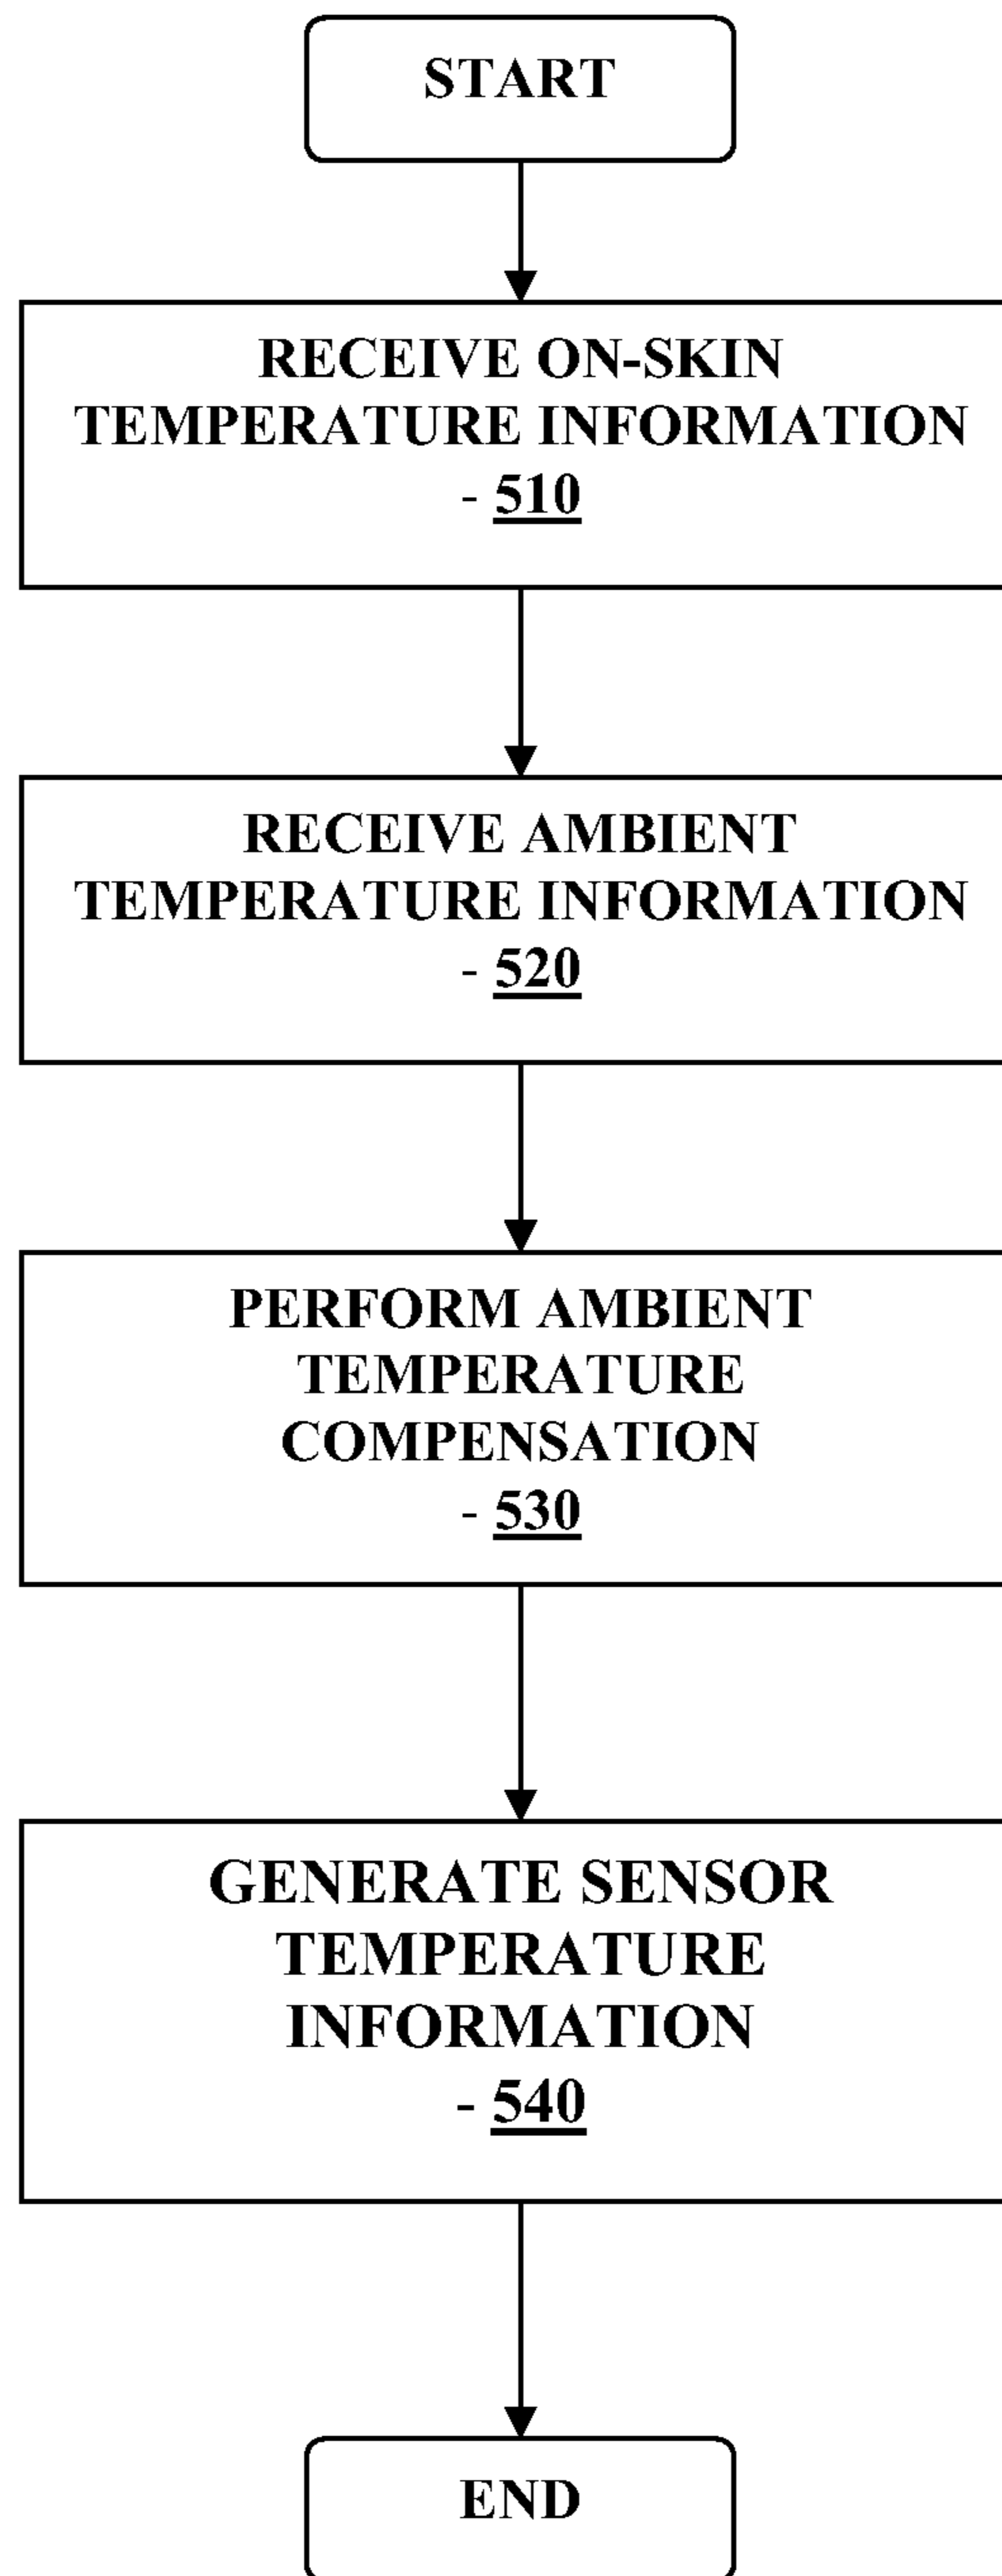 START
RECEIVE ON-SKIN
TEMPERATURE INFORMATION
- 510
RECEIVE AMBIENT
TEMPERATURE INFORMATION
- 520
PERFORM AMBIENT
TEMPERATURE
COMPENSATION
- 530
GENERATE SENSOR
TEMPERATURE
INFORMATION
- 540
END